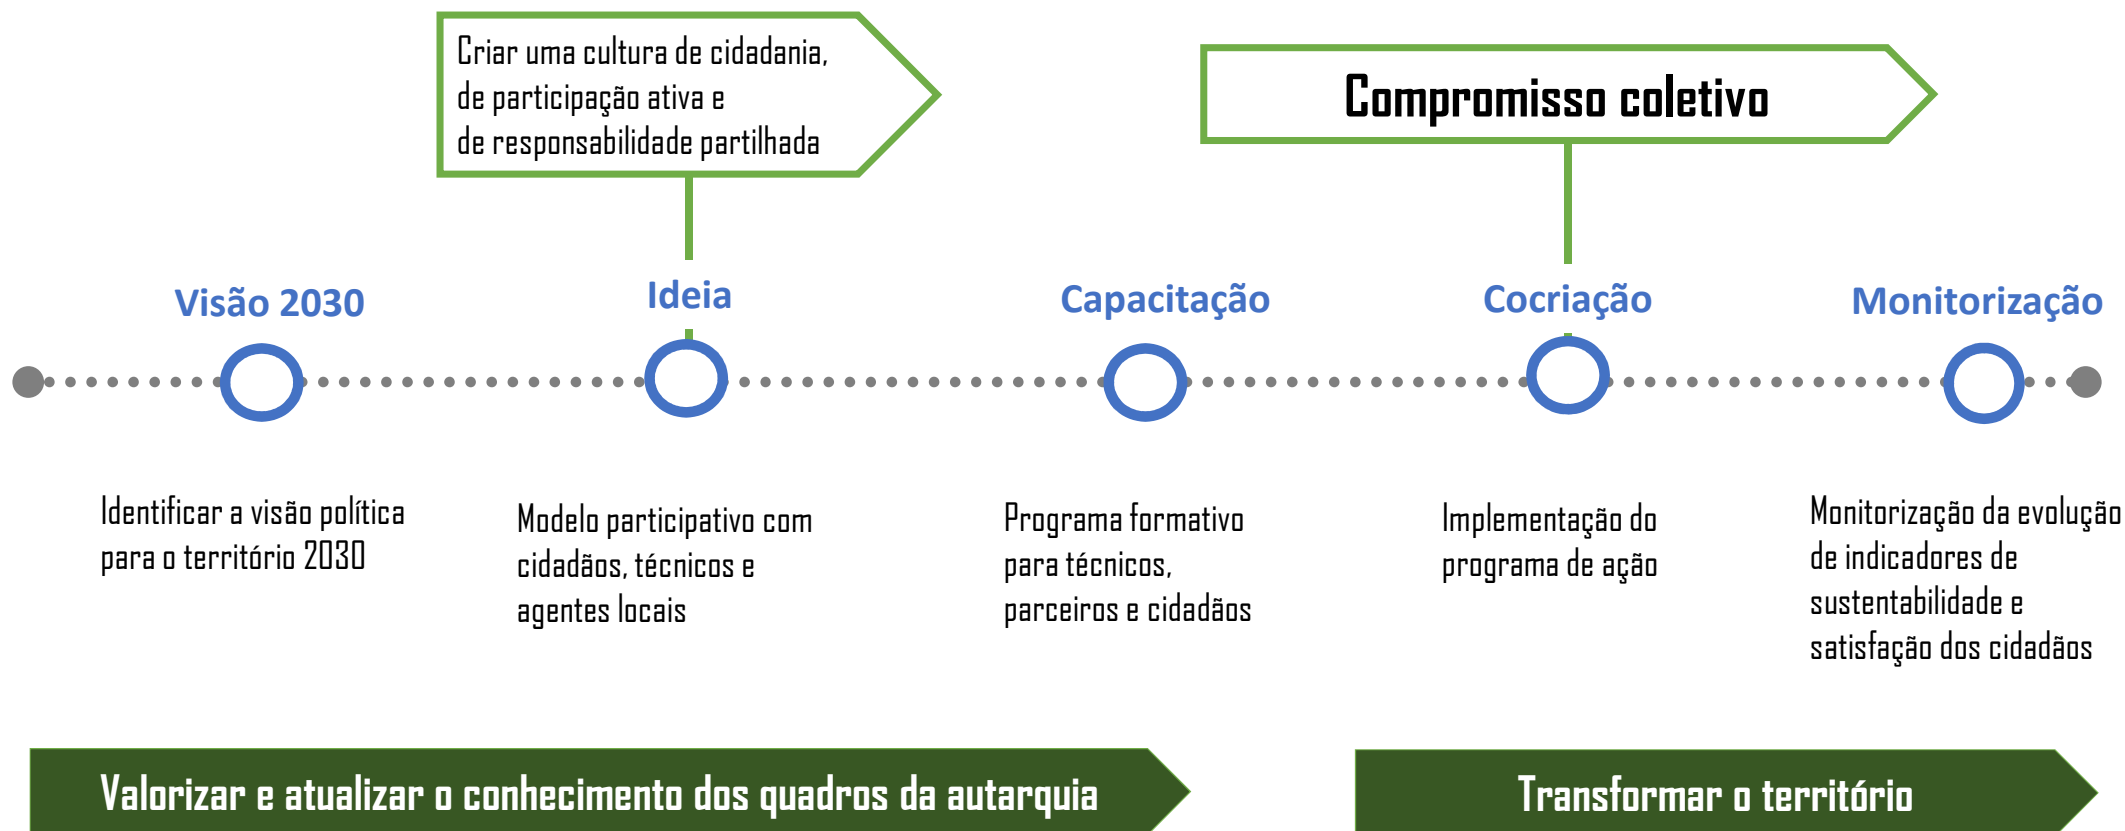 Criar uma cultura de cidadania,
de participação ativa e
de responsabilidade partilhada
Compromisso coletivo
Visão 2030
Ideia
Capacitação
Cocriação
Monitorização
Identificar a visão política
para o território 2030
Modelo participativo com
cidadãos, técnicos e
agentes locais
Programa formativo
para técnicos,
parceiros e cidadãos
Implementação do
programa de ação
Monitorização da evolução
de indicadores de
sustentabilidade e
satisfação dos cidadãos
Valorizar e atualizar o conhecimento dos quadros da autarquia
Transformar o território